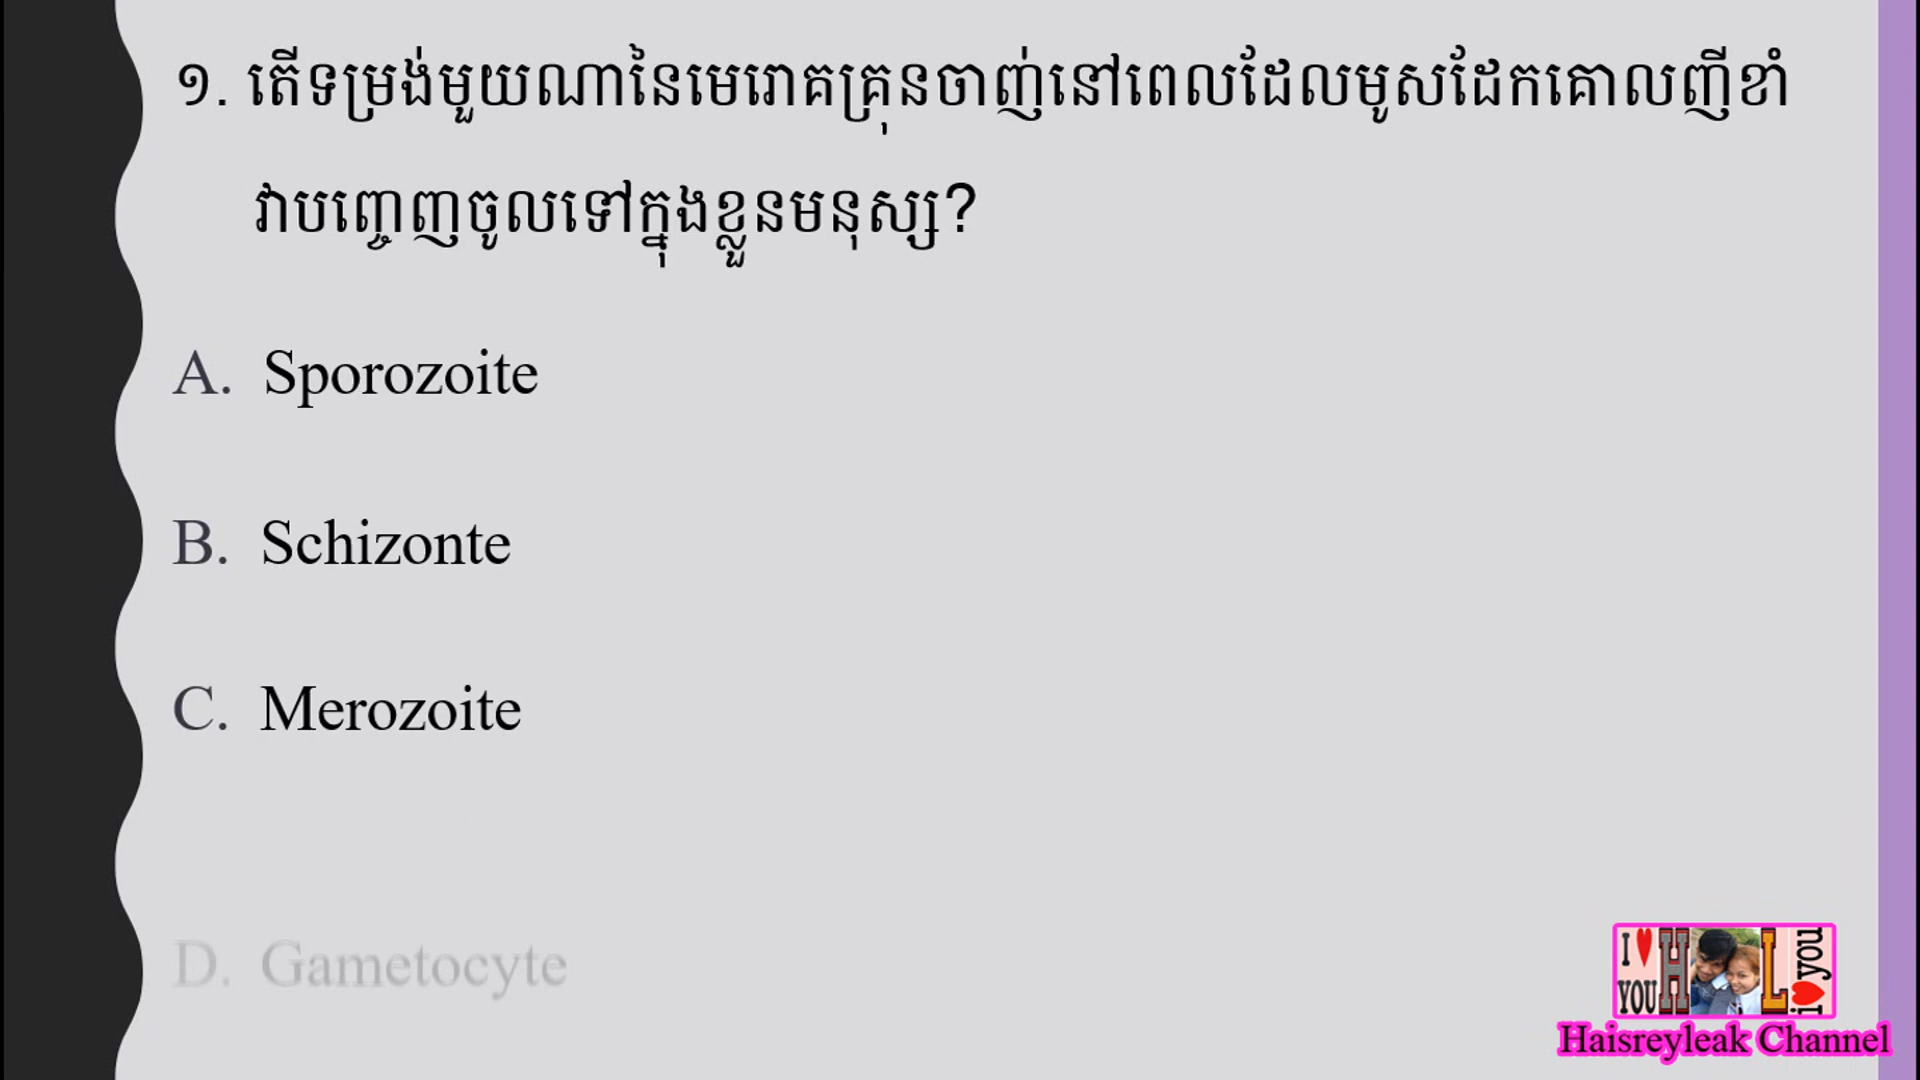 ១. តើទម្រង់មួយណានៃមេរោគគ្រុនចាញ់នៅពេលដែលមូសដែកគោលញីខាំ
វាបញ្ចេញចូលទៅក្នុងខ្លួនមនុស្ស?
A. Sporozoite
B. Schizonte
C. Merozoite
D. Gametocyte
I ♥ YOU H L i ♥ you
Haisreyleak Channel